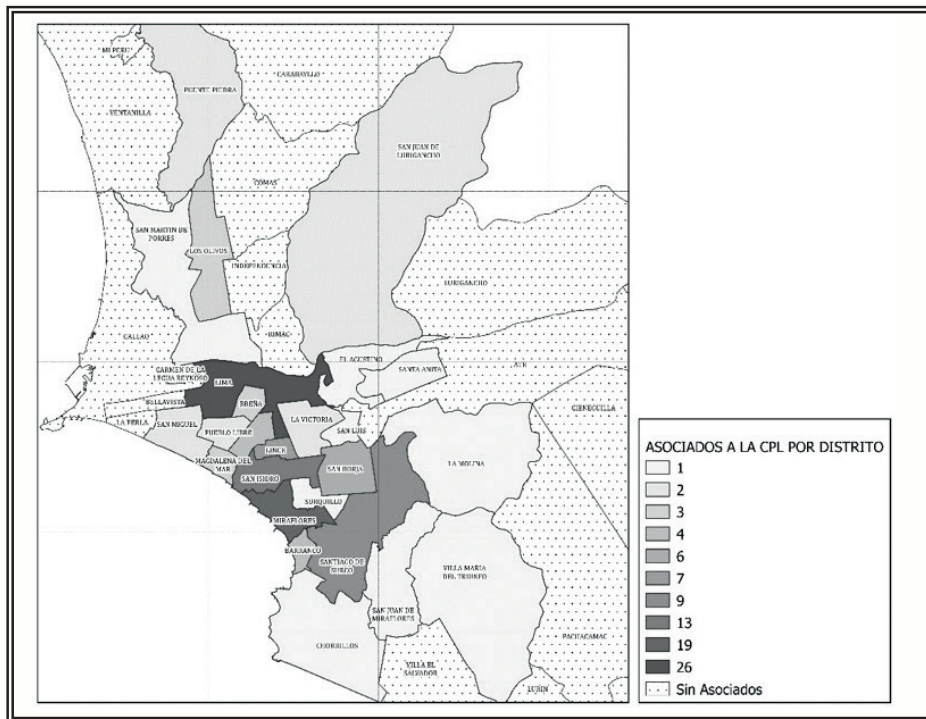 MI PERU
CARABAYLLO
PUENTE PIEDRA
VENTANILLA
SAN JUAN DE
LURIGANCHO
COMAS
SAN MARTIN DE
PORRES
LOS OLIVOS
INDEPENDENCIA
LURIGANCHO
CALLAO
RIMAC
EL AGUSTINO
SANTA ANITA
ATE
CARMEN DE LA
LEGUA REYNOSO
LIMA
CIENEGUILLA
BELLAVISTA
BREÑA
LA PERLA
SAN MIGUEL
PUEBLO LIBRE
LA VICTORIA
SAN LUIS
LINCE
MAGDALENA DEL
MAR
SAN ISIDRO
SAN BORJA
LA MOLINA
SURQUILLO
MIRAFLORES
BARRANCO
SANTIAGO DE
SURCO
VILLA MARIA
DEL TRIUNFO
SAN JUAN DE
MIRAFLORES
CHORRILLOS
PACHACAMAC
VILLA EL
SALVADOR
LURIN
ASOCIADOS A LA CPL POR DISTRITO
1
2
3
4
6
7
9
13
19
26
Sin Asociados